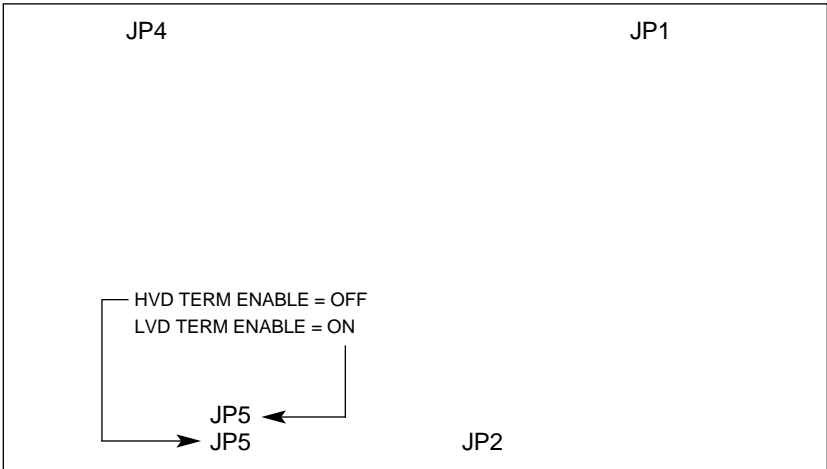 JP4 JP1
HVD TERM ENABLE = OFF
LVD TERM ENABLE = ON
JP5
JP5 JP2